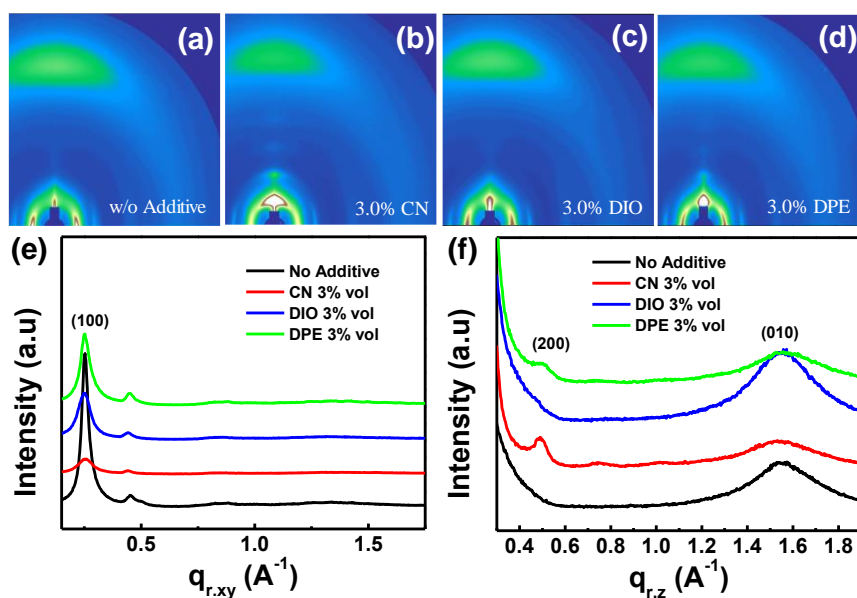 (a)
w/o Additive
(b)
3.0% CN
(c)
3.0% DIO
(d)
3.0% DPE
(e)
No Additive
CN 3% vol
DIO 3% vol
DPE 3% vol
(100)
Intensity (a.u)
0.5 1.0 1.5
q_{r.xy} (A^{-1})
(f)
No Additive
CN 3% vol
DIO 3% vol
DPE 3% vol
(200)
(010)
Intensity (a.u)
0.4 0.6 0.8 1.0 1.2 1.4 1.6 1.8
q_{r.z} (A^{-1})